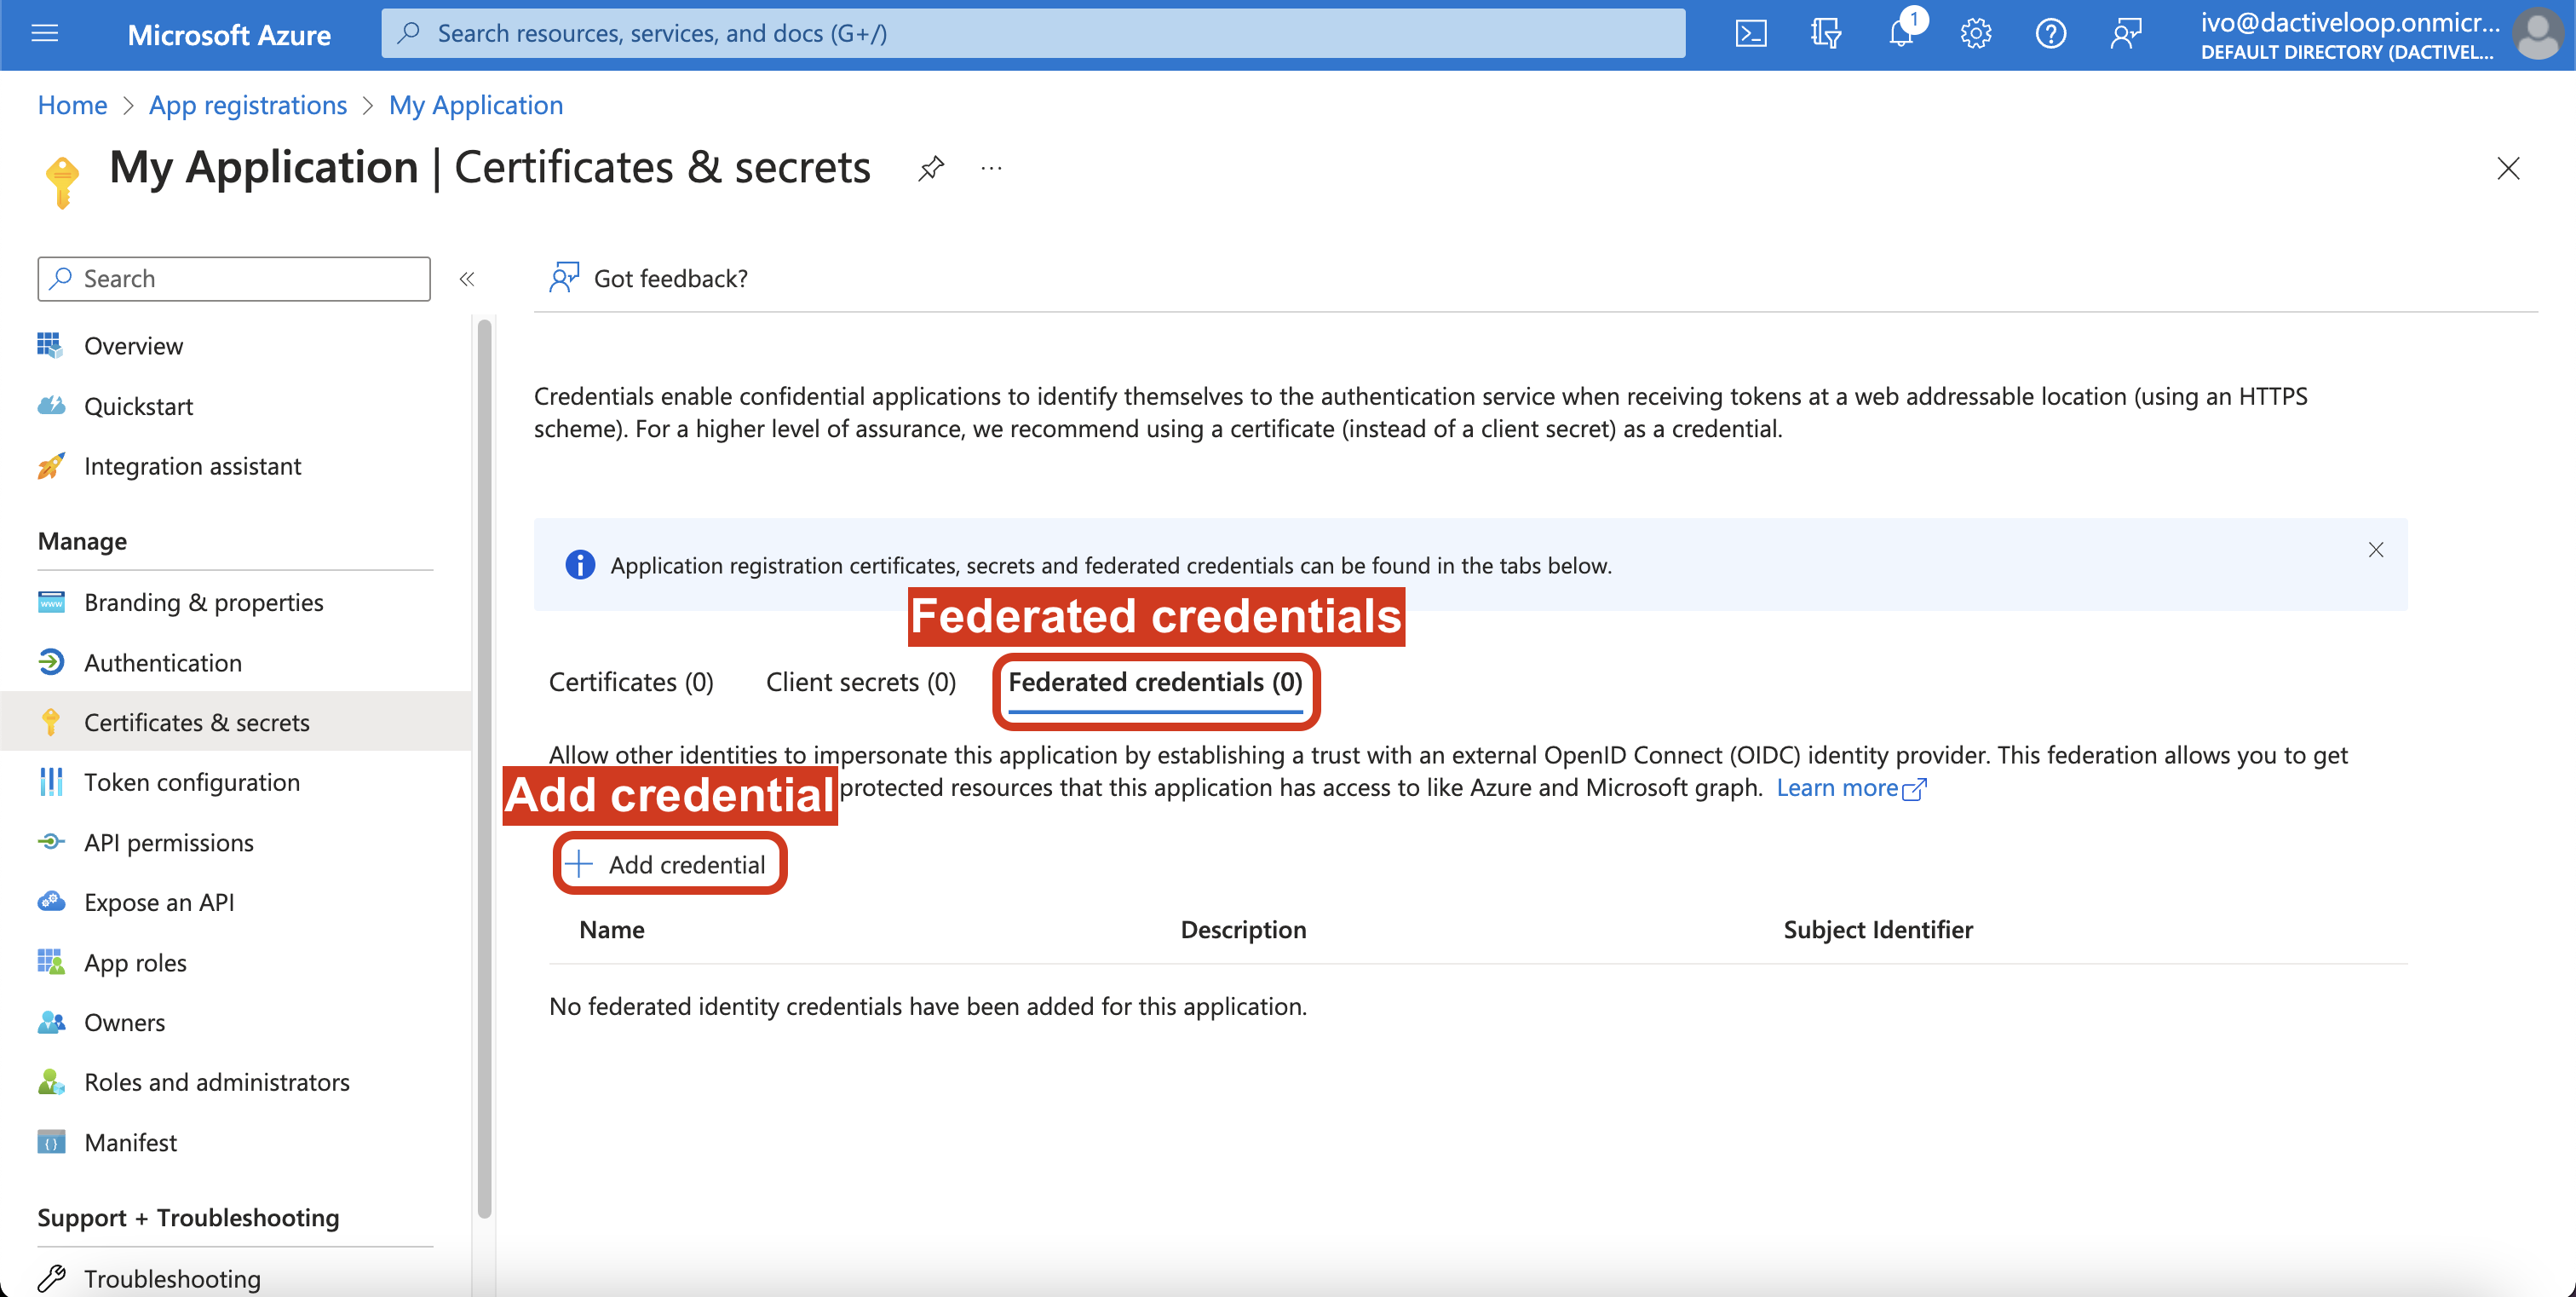 Microsoft Azure
Search resources, services, and docs (G+/)
1
ivo@dactiveloop.onmicr...
DEFAULT DIRECTORY (DACTIVEL...
Home > App registrations > My Application
My Application | Certificates & secrets
...
Search
«
Got feedback?
Overview
Quickstart
Integration assistant
Manage
Branding & properties
Authentication
Certificates & secrets
Token configuration
API permissions
Expose an API
App roles
Owners
Roles and administrators
Manifest
Support + Troubleshooting
Troubleshooting
Credentials enable confidential applications to identify themselves to the authentication service when receiving tokens at a web addressable location (using an HTTPS
scheme). For a higher level of assurance, we recommend using a certificate (instead of a client secret) as a credential.
Application registration certificates, secrets and federated credentials can be found in the tabs below.
Federated credentials
Certificates (0)
Client secrets (0)
Federated credentials (0)
Allow other identities to impersonate this application by establishing a trust with an external OpenID Connect (OIDC) identity provider. This federation allows you to get
Add credential
protected resources that this application has access to like Azure and Microsoft graph. Learn more
Add credential
Name
Description
Subject Identifier
No federated identity credentials have been added for this application.